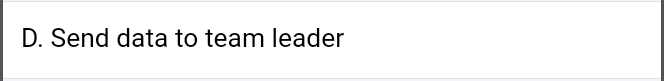 D. Send data to team leader